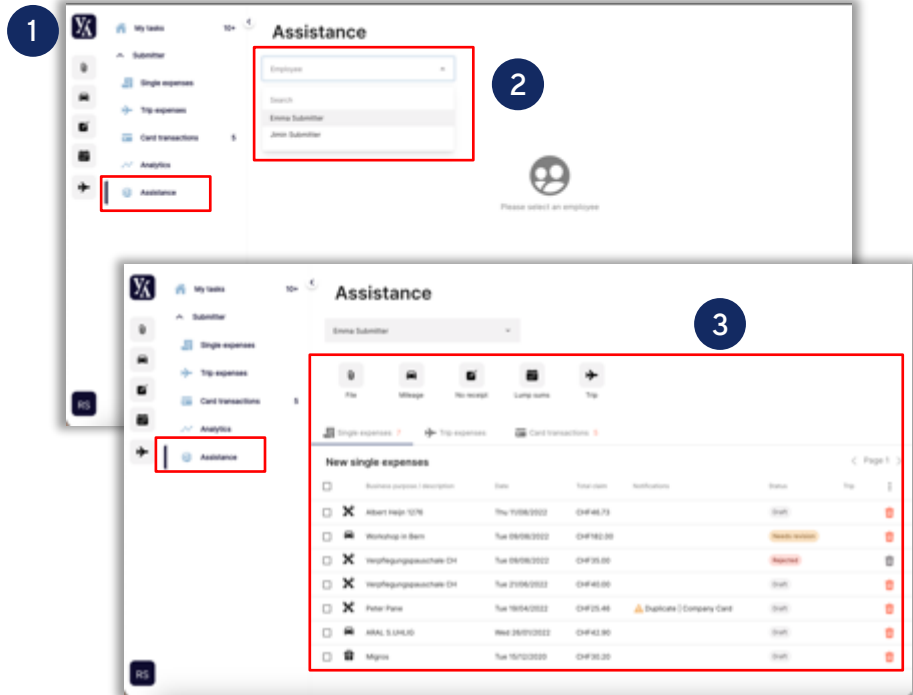 1
My tasks 10+
Assistance
Submitter
Employee
2
Single expenses
Search
Trip expenses
Emma Submitter
Card transactions 5
Jimin Submitter
Analytics
Assistance
Please select an employee
RS
My tasks 10+
Assistance
Submitter
Emma Submitter
3
Single expenses
Trip expenses
File Mileage No receipt Lump sums Trip
Card transactions 5
Analytics
Single expenses 7 Trip expenses Card transactions 5
Assistance
New single expenses Page 1
Business purpose / description Date Total claim Notifications Status Trip
Albert Heijn 1276 Thu 11/08/2022 CHF46.73 Draft
Workshop in Bern Tue 09/08/2022 CHF182.00 Needs revision
Verpflegungspauschale CH Tue 09/08/2022 CHF35.00 Rejected
Verpflegungspauschale CH Tue 21/06/2022 CHF40.00 Draft
Peter Pane Tue 19/04/2022 CHF25.46 Duplicate | Company Card Draft
ARAL S.UHLIG Wed 26/01/2022 CHF42.90 Draft
Migros Tue 15/12/2020 CHF30.20 Draft
RS